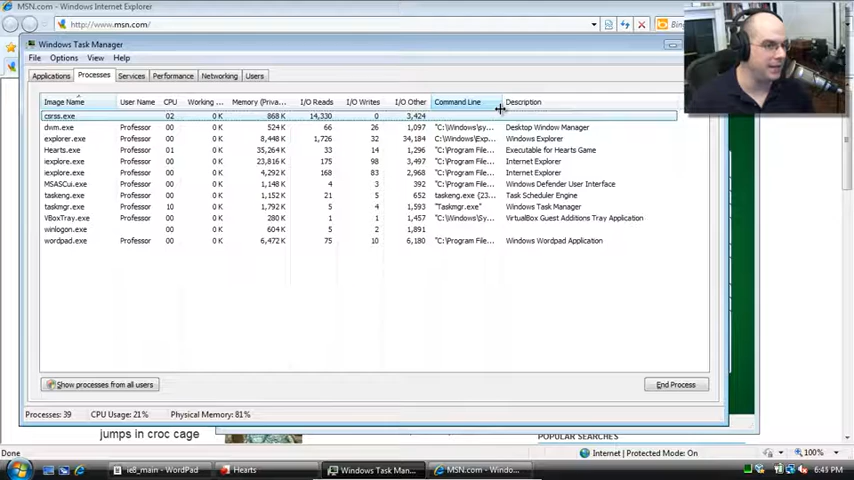 MSN.com - Windows Internet Explorer
http://www.msn.com/
Bin
Windows Task Manager
File Options View Help
Applications Processes Services Performance Networking Users
Image Name User Name CPU Working ... Memory (Priva... I/O Reads I/O Writes I/O Other Command Line Description
csrss.exe 02 0 K 868 K 14,330 0 3,424
dwm.exe Professor 00 0 K 524 K 66 26 1,097 "C:\Windows\sy... Desktop Window Manager
explorer.exe Professor 00 0 K 8,448 K 1,726 32 34,184 C:\Windows\Exp... Windows Explorer
Hearts.exe Professor 01 0 K 35,264 K 33 14 1,296 "C:\Program File... Executable for Hearts Game
iexplore.exe Professor 00 0 K 23,816 K 175 98 3,497 "C:\Program File... Internet Explorer
iexplore.exe Professor 00 0 K 4,292 K 168 83 2,968 "C:\Program File... Internet Explorer
MSASCui.exe Professor 00 0 K 1,148 K 4 3 392 "C:\Program File... Windows Defender User Interface
taskeng.exe Professor 00 0 K 1,152 K 21 5 652 taskeng.exe {23... Task Scheduler Engine
taskmgr.exe Professor 10 0 K 1,792 K 5 4 1,593 "Taskmgr.exe" Windows Task Manager
VBoxTray.exe Professor 00 0 K 280 K 1 1 1,457 "C:\Windows\Sy... VirtualBox Guest Additions Tray Application
winlogon.exe 00 0 K 604 K 5 2 1,891
wordpad.exe Professor 00 0 K 6,472 K 75 10 6,180 "C:\Program File... Windows Wordpad Application
Show processes from all users End Process
Processes: 39 CPU Usage: 21% Physical Memory: 81%
jumps in croc cage POPULAR SEARCHES
Done Internet | Protected Mode: On 100%
ie8_main - WordPad Hearts Windows Task Man... MSN.com - Windo... 6:45 PM